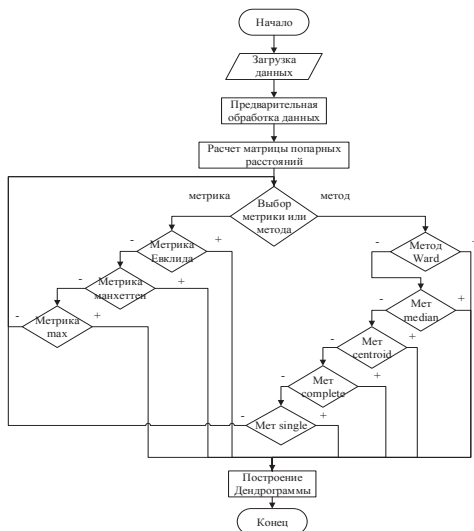 Начало
Загрузка
данных
Предварительная
обработка данных
Расчет матрицы попарных
расстояний
метрика
Выбор
метрики или
метода
метод
-
Метрика
Евклида
+
-
Метод
Ward
+
-
Метрика
манхеттен
+
-
Мет
median
+
-
Метрика
max
+
-
Мет
centroid
+
-
Мет
complete
+
-
Мет single
+
Построение
Дендрограммы
Конец